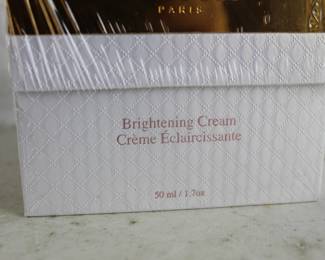 PARIS
Brightening Cream
Crème Éclaircissante
50 ml / 1,7oz